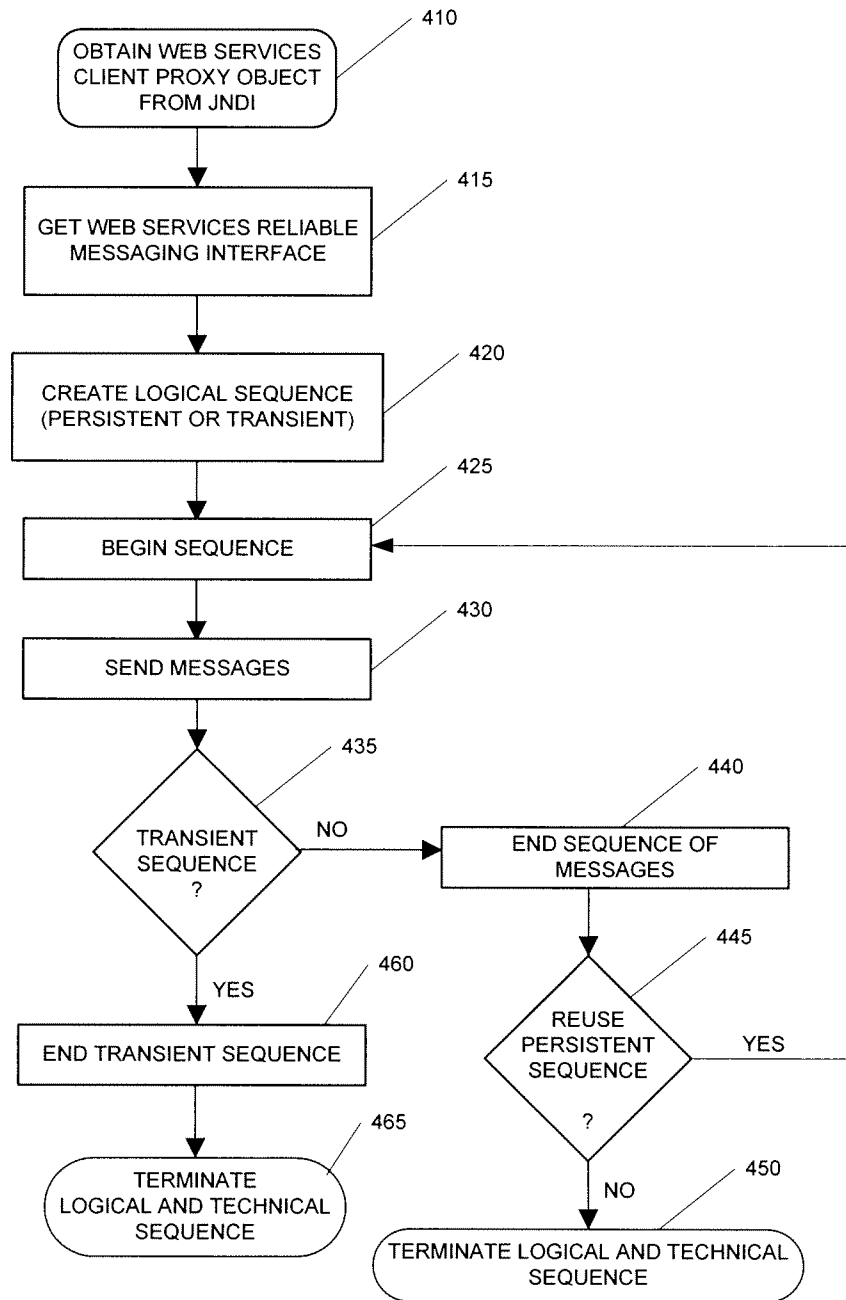 410
OBTAIN WEB SERVICES
CLIENT PROXY OBJECT
FROM JNDI
415
GET WEB SERVICES RELIABLE
MESSAGING INTERFACE
420
CREATE LOGICAL SEQUENCE
(PERSISTENT OR TRANSIENT)
425
BEGIN SEQUENCE
430
SEND MESSAGES
435
TRANSIENT
SEQUENCE
?
NO
440
END SEQUENCE OF
MESSAGES
445
REUSE
PERSISTENT
SEQUENCE
?
YES
YES
460
END TRANSIENT SEQUENCE
465
TERMINATE
LOGICAL AND TECHNICAL
SEQUENCE
NO
450
TERMINATE LOGICAL AND TECHNICAL
SEQUENCE